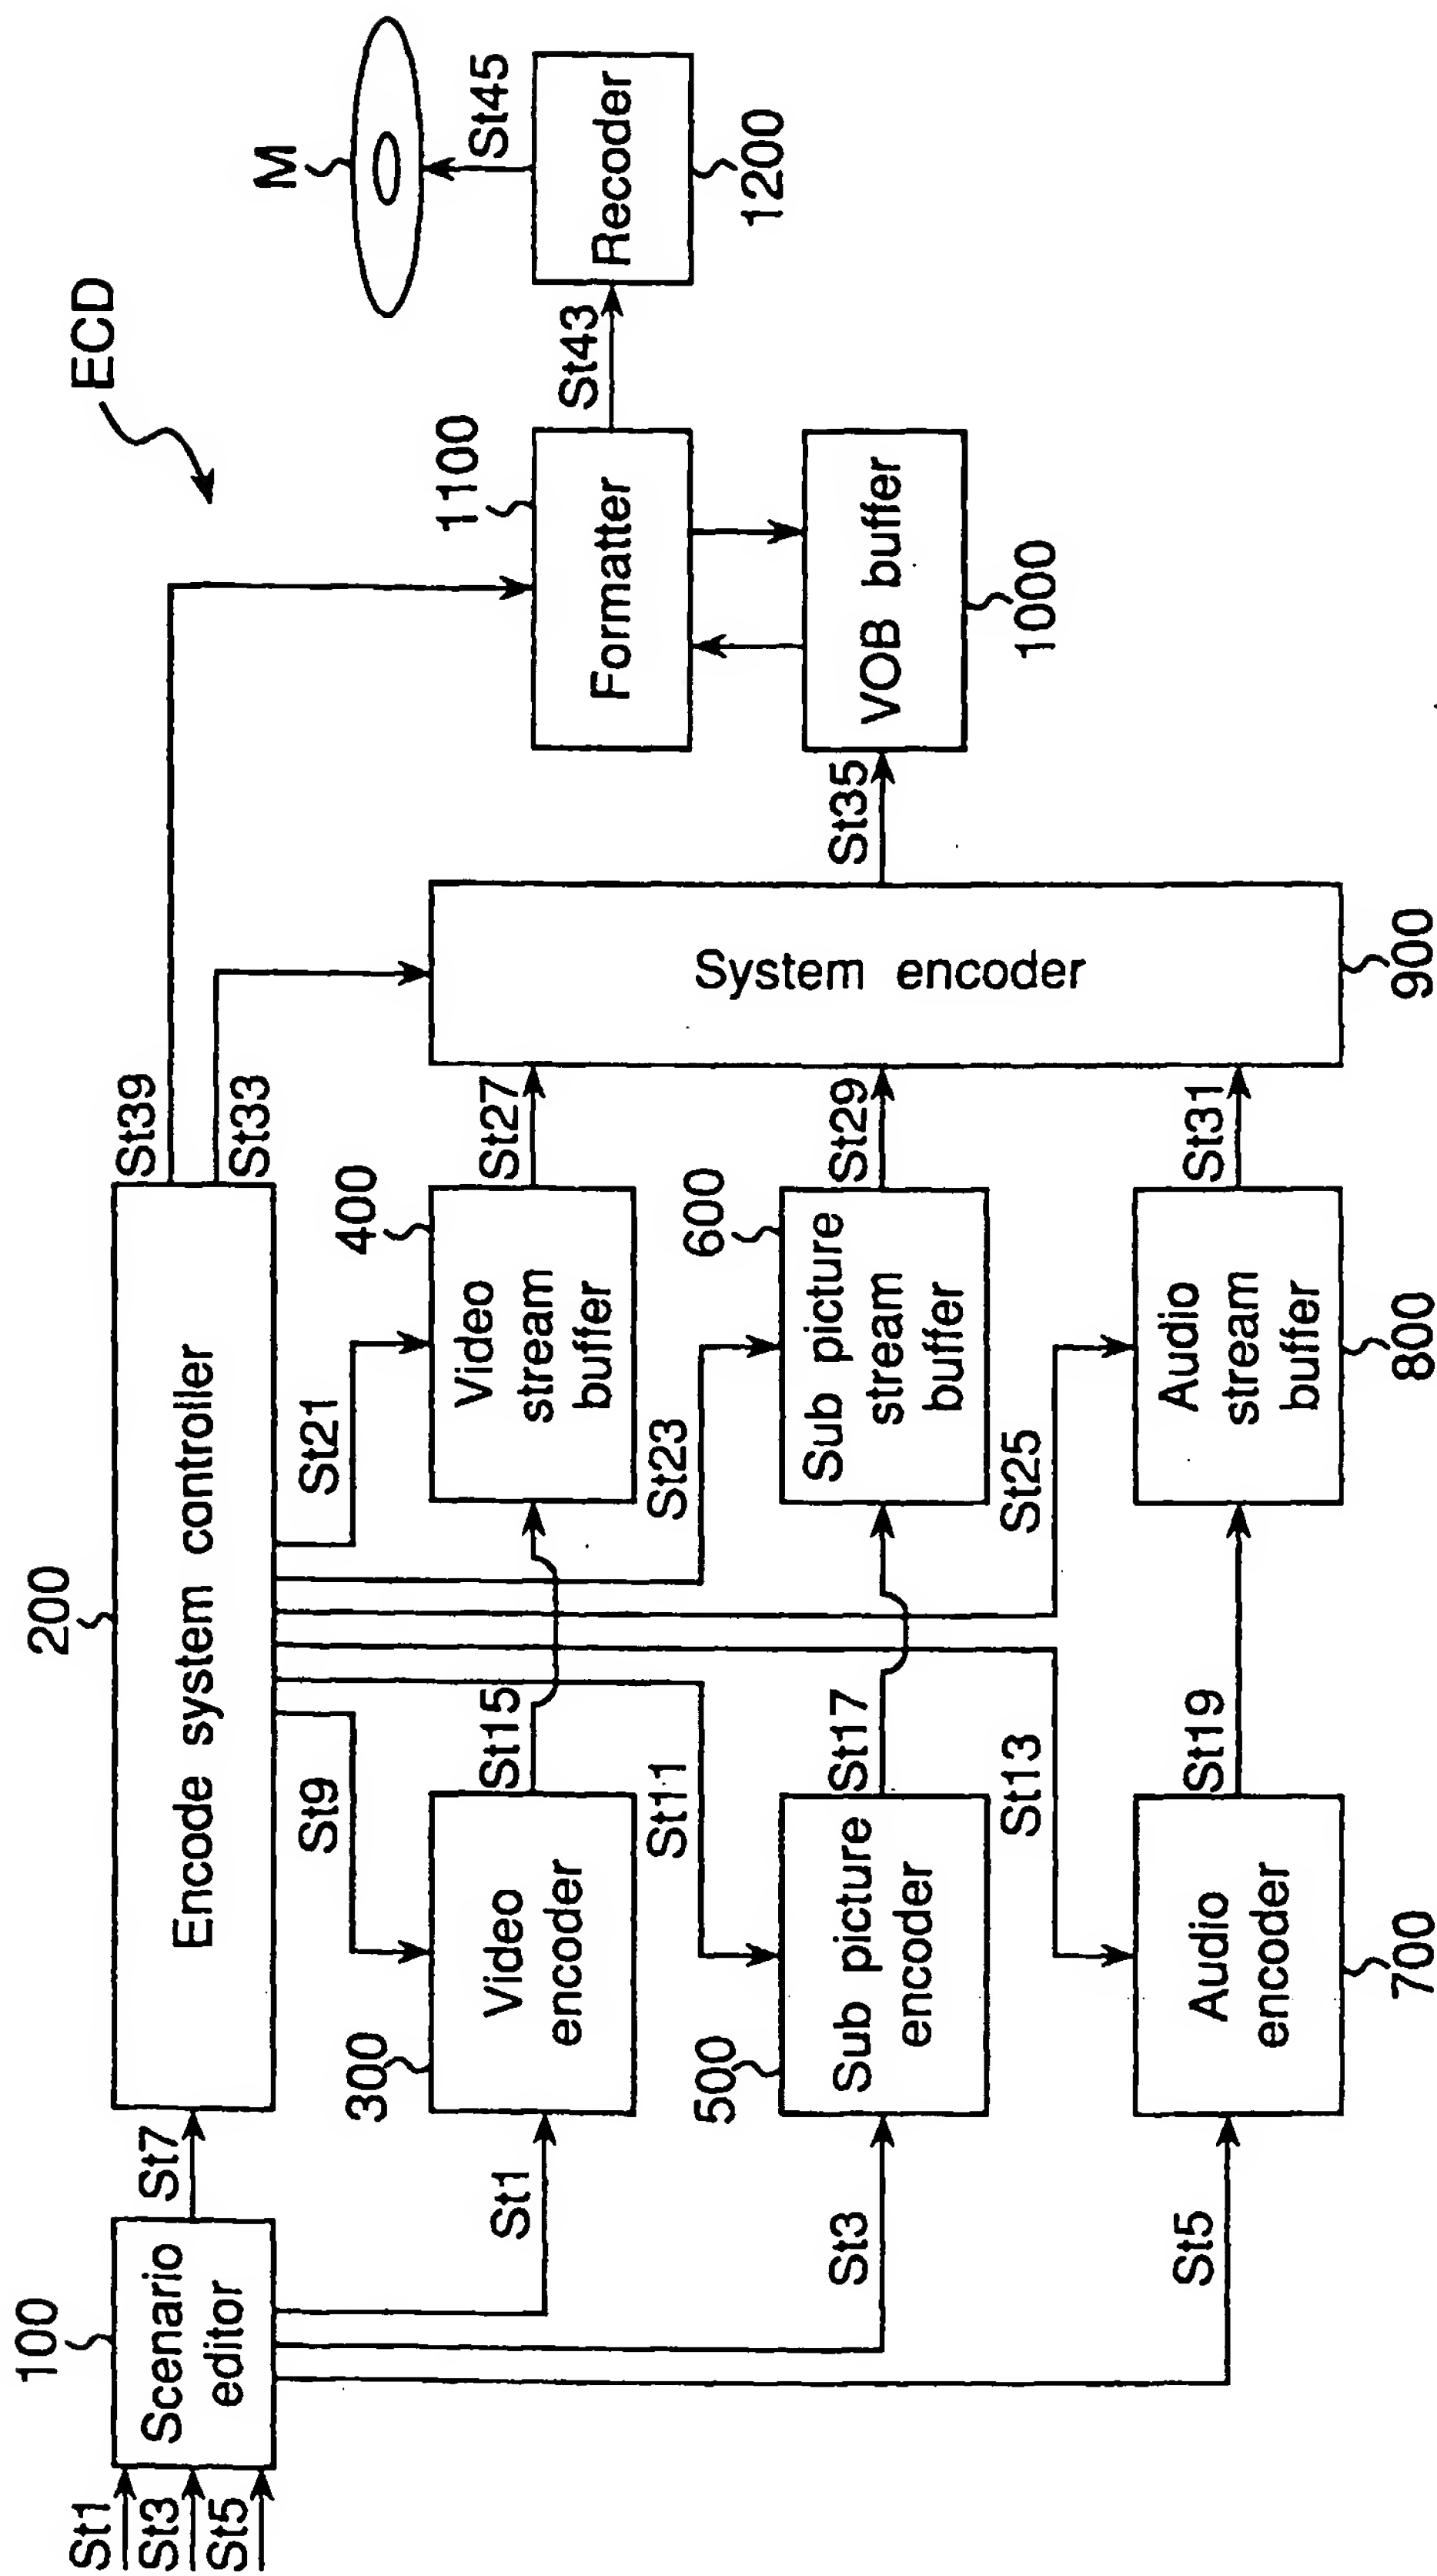 ECD
St1
St3
St5
100
Scenario
editor
St7
200
Encode system controller
St39
St33
St1
St3
St5
St9
St11
St13
St21
St23
St25
300
Video
encoder
St15
400
Video
stream
buffer
St27
500
Sub picture
encoder
St17
600
Sub picture
stream
buffer
St29
700
Audio
encoder
St19
800
Audio
stream
buffer
St31
System encoder
900
St35
VOB buffer
1000
Formatter
1100
St43
Recoder
1200
St45
M